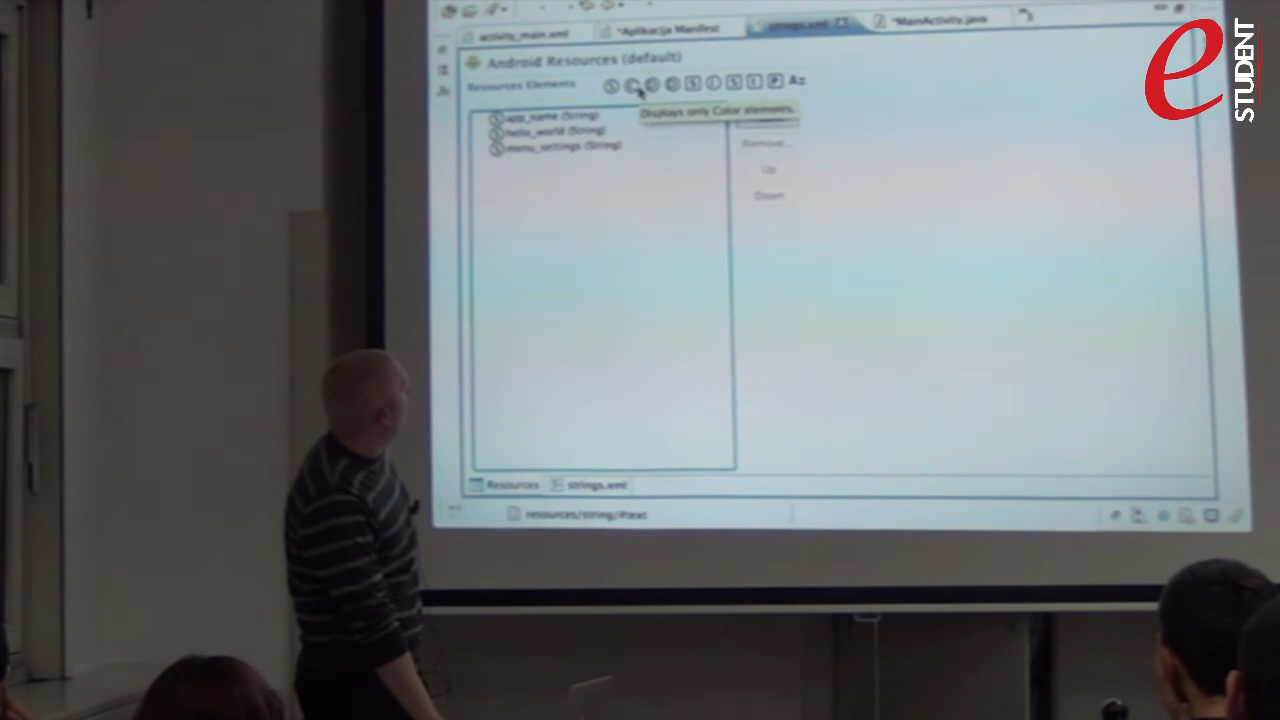 activity_main.xml
*Aplikacija Manifest
strings.xml
*MainActivity.java
Android Resources (default)
Resources Elements
S C D D S C S I P Az
Displays only Color elements.
S app_name (String)
S hello_world (String)
S menu_settings (String)
Remove...
Up
Down
Resources
strings.xml
resources/string/#text
e
STUDENT